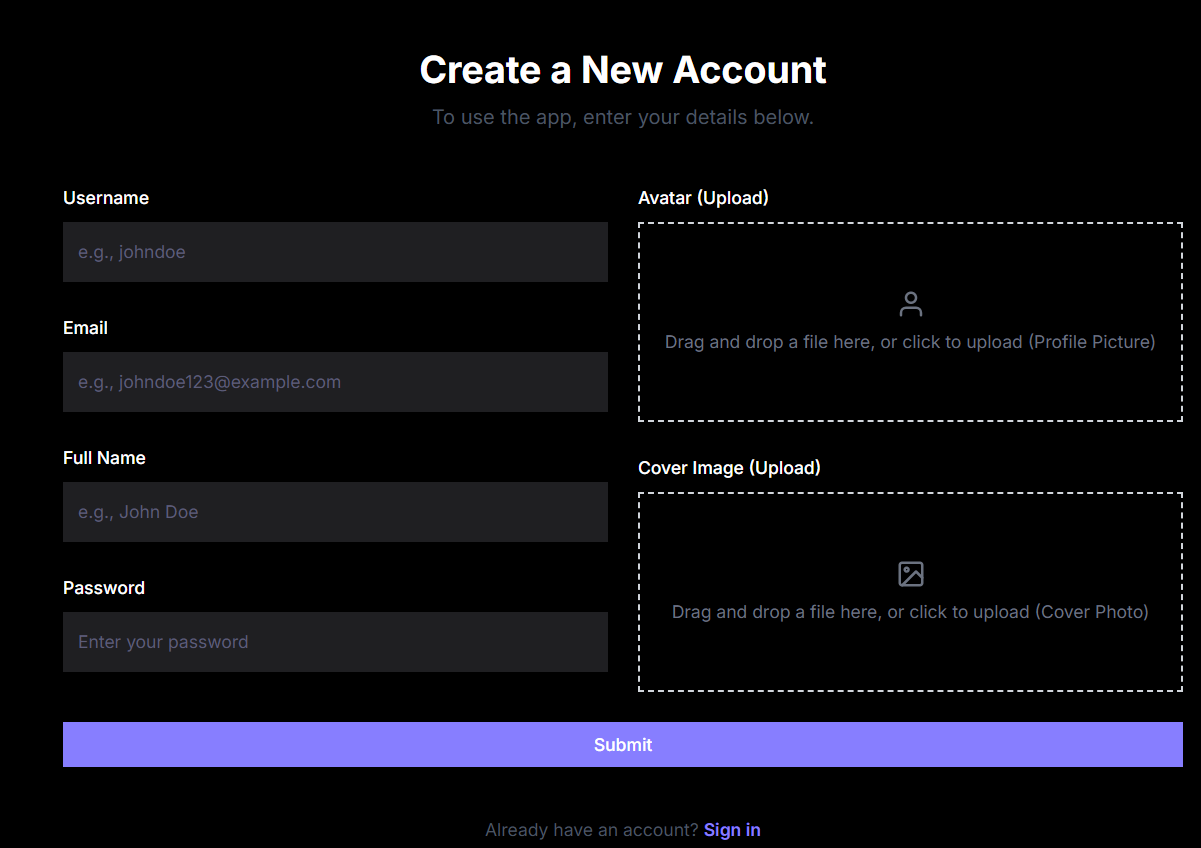 Create a New Account
To use the app, enter your details below.
Username
e.g., johndoe
Email
e.g., johndoe123@example.com
Full Name
e.g., John Doe
Password
Enter your password
Avatar (Upload)
Drag and drop a file here, or click to upload (Profile Picture)
Cover Image (Upload)
Drag and drop a file here, or click to upload (Cover Photo)
Submit
Already have an account? Sign in